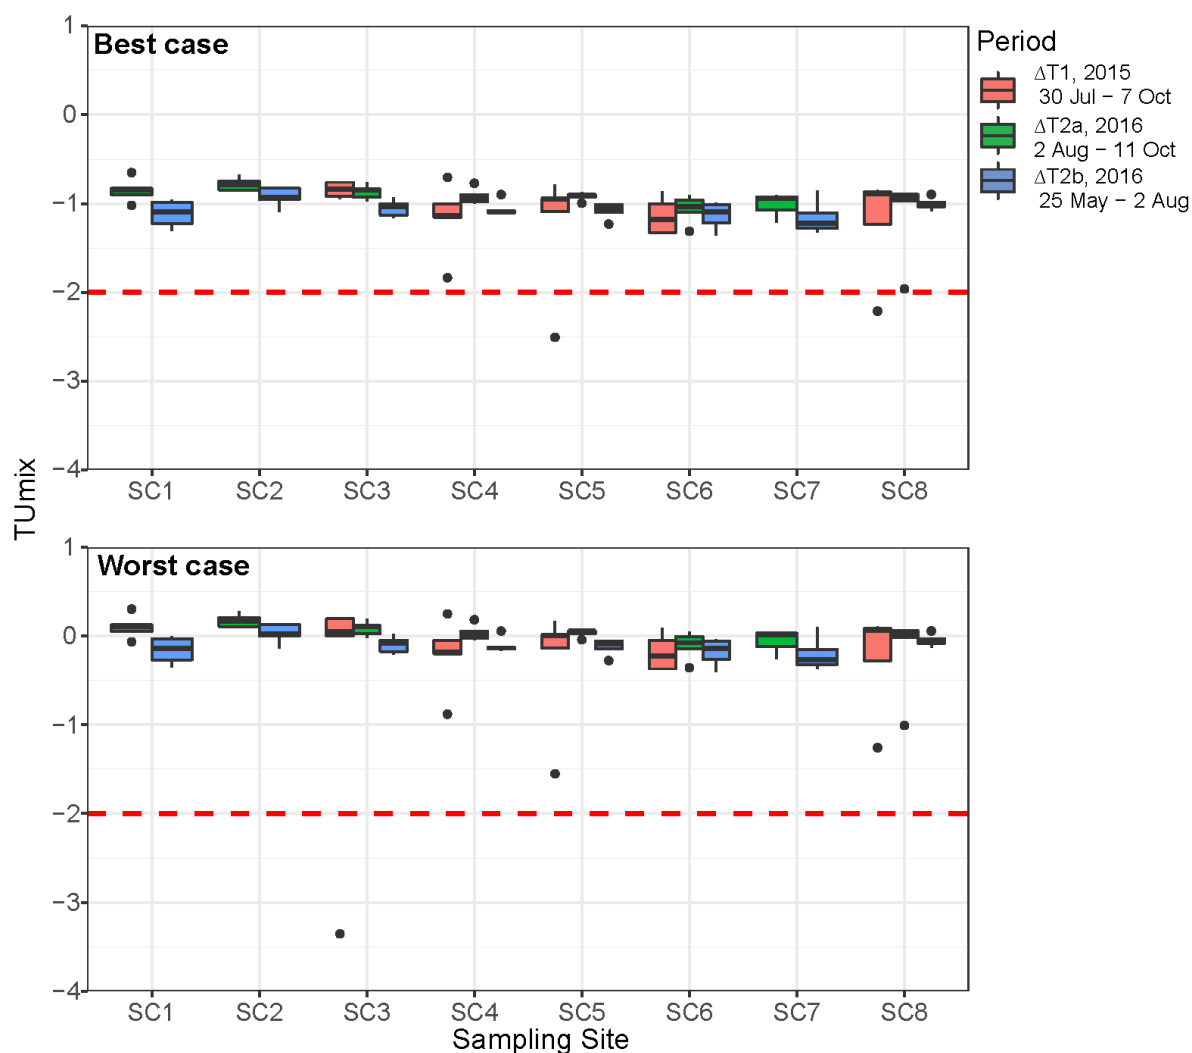 Best case
1
0
−1
−2
−3
−4
SC1 SC2 SC3 SC4 SC5 SC6 SC7 SC8
Period
ΔT1, 2015
30 Jul − 7 Oct
ΔT2a, 2016
2 Aug − 11 Oct
ΔT2b, 2016
25 May − 2 Aug
TUmix
Worst case
1
0
−1
−2
−3
−4
SC1 SC2 SC3 SC4 SC5 SC6 SC7 SC8
Sampling Site